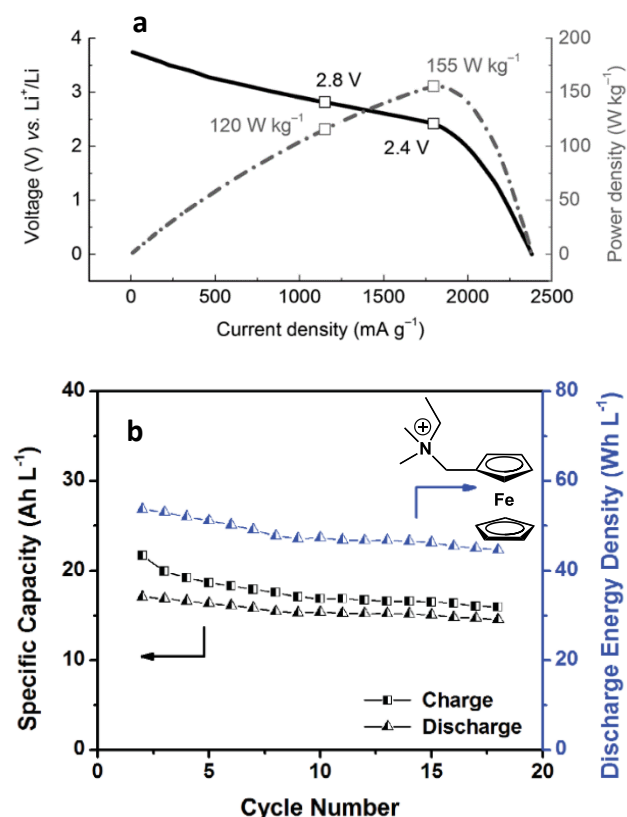 a
4
3
2
1
0
Voltage (V) vs. Li⁺/Li
2.8 V
120 W kg⁻¹
155 W kg⁻¹
2.4 V
200
150
100
50
0
Power density (W kg⁻¹)
0 500 1000 1500 2000 2500
Current density (mA g⁻¹)
b
40
30
20
10
0
Specific Capacity (Ah L⁻¹)
N
+
Fe
80
60
40
20
0
Discharge Energy Density (Wh L⁻¹)
Charge
Discharge
0 5 10 15 20
Cycle Number